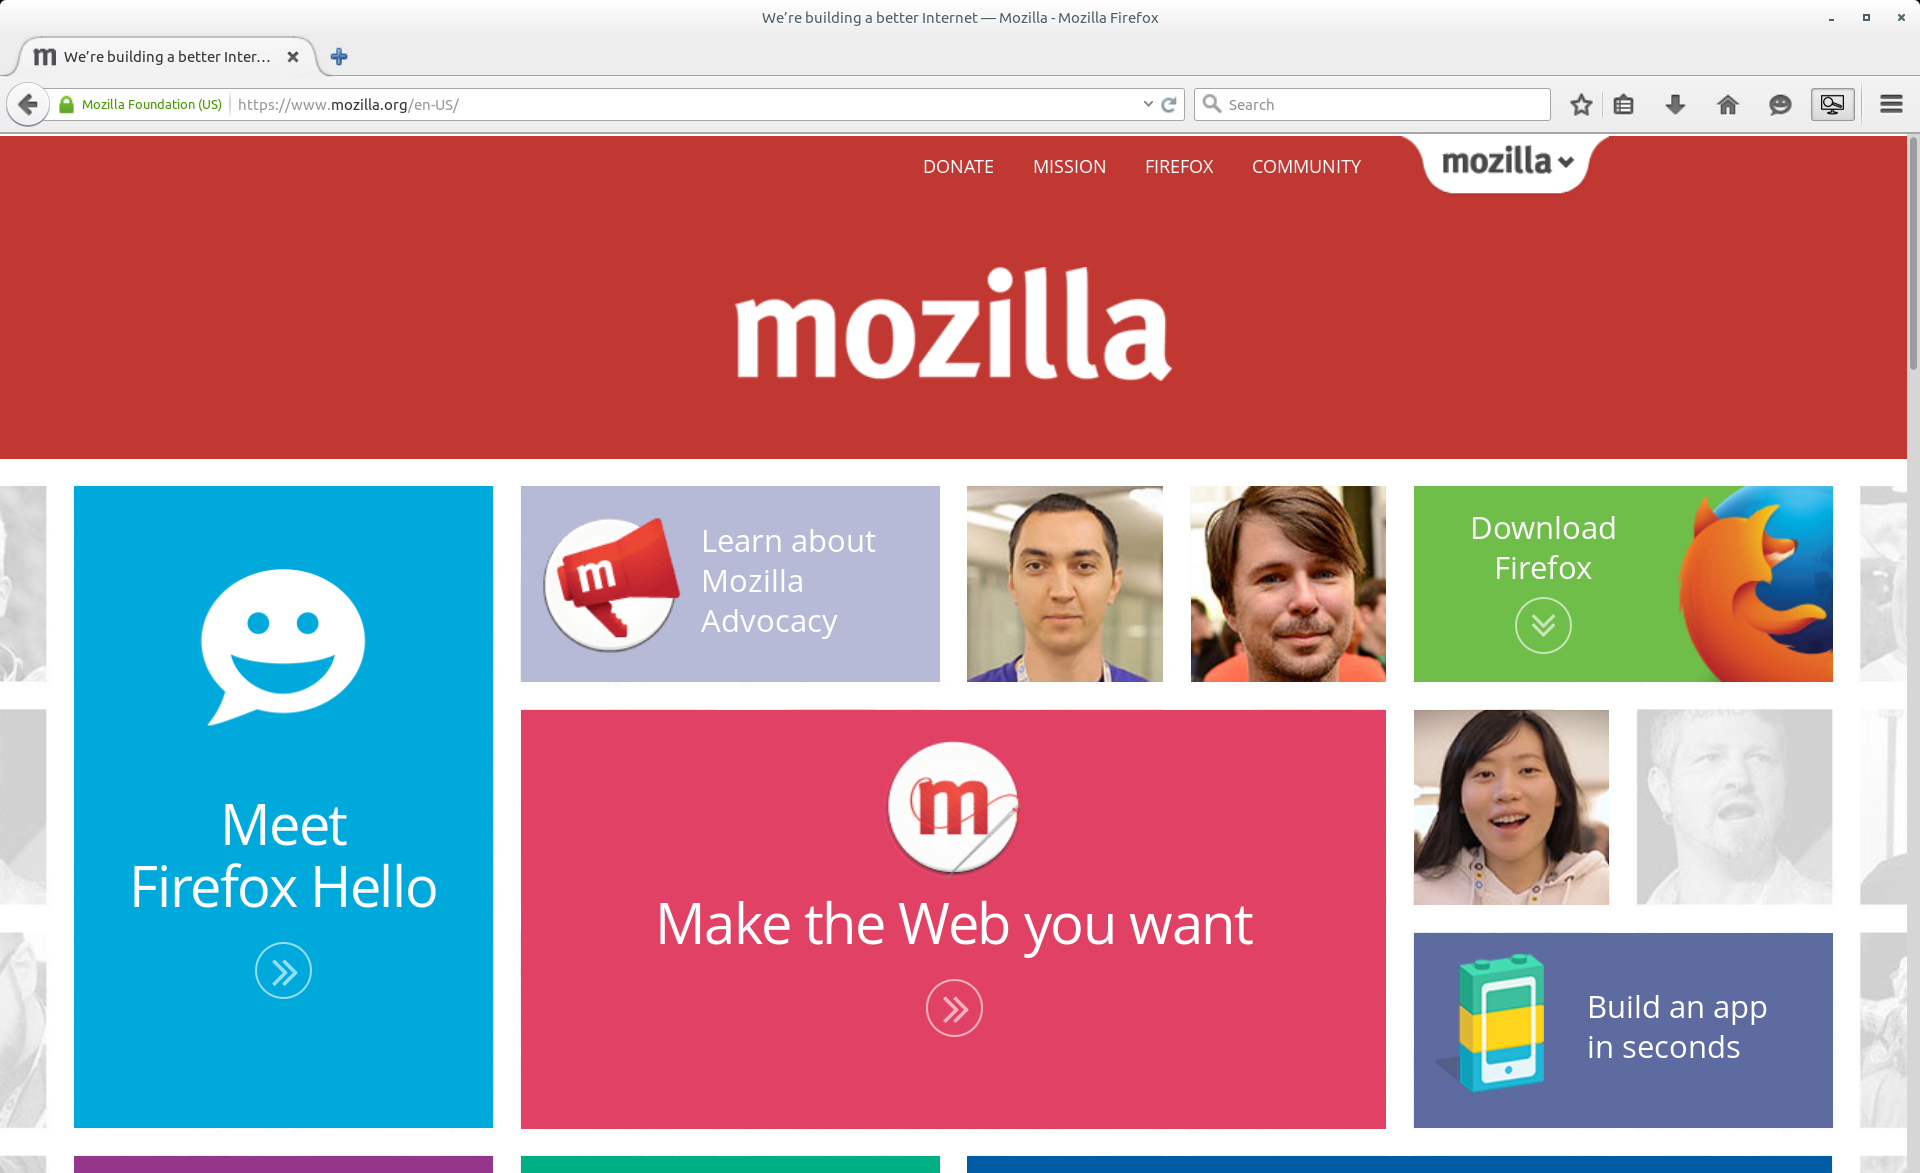 We’re building a better Internet — Mozilla - Mozilla Firefox
m We’re building a better Inter...
Mozilla Foundation (US) https://www.mozilla.org/en-US/
Search
DONATE MISSION FIREFOX COMMUNITY mozilla
mozilla
Meet
Firefox Hello
m
Learn about
Mozilla
Advocacy
Download
Firefox
m
Make the Web you want
Build an app
in seconds